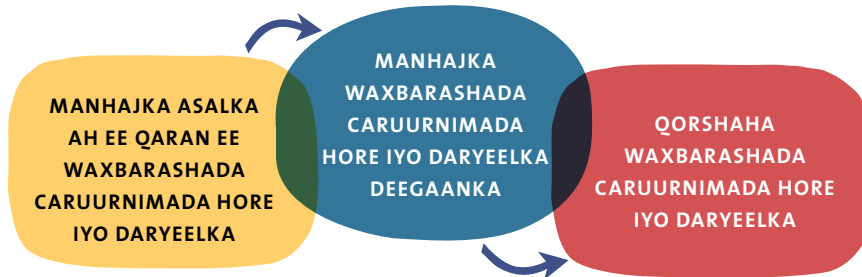 MANHAJKA ASALKA
AH EE QARAN EE
WAXBARASHADA
CARUURNIMADA HORE
IYO DARYEELKA
MANHAJKA
WAXBARASHADA
CARUURNIMADA
HORE IYO DARYEELKA
DEEGAANKA
QORSHAHA
WAXBARASHADA
CARUURNIMADA HORE
IYO DARYEELKA